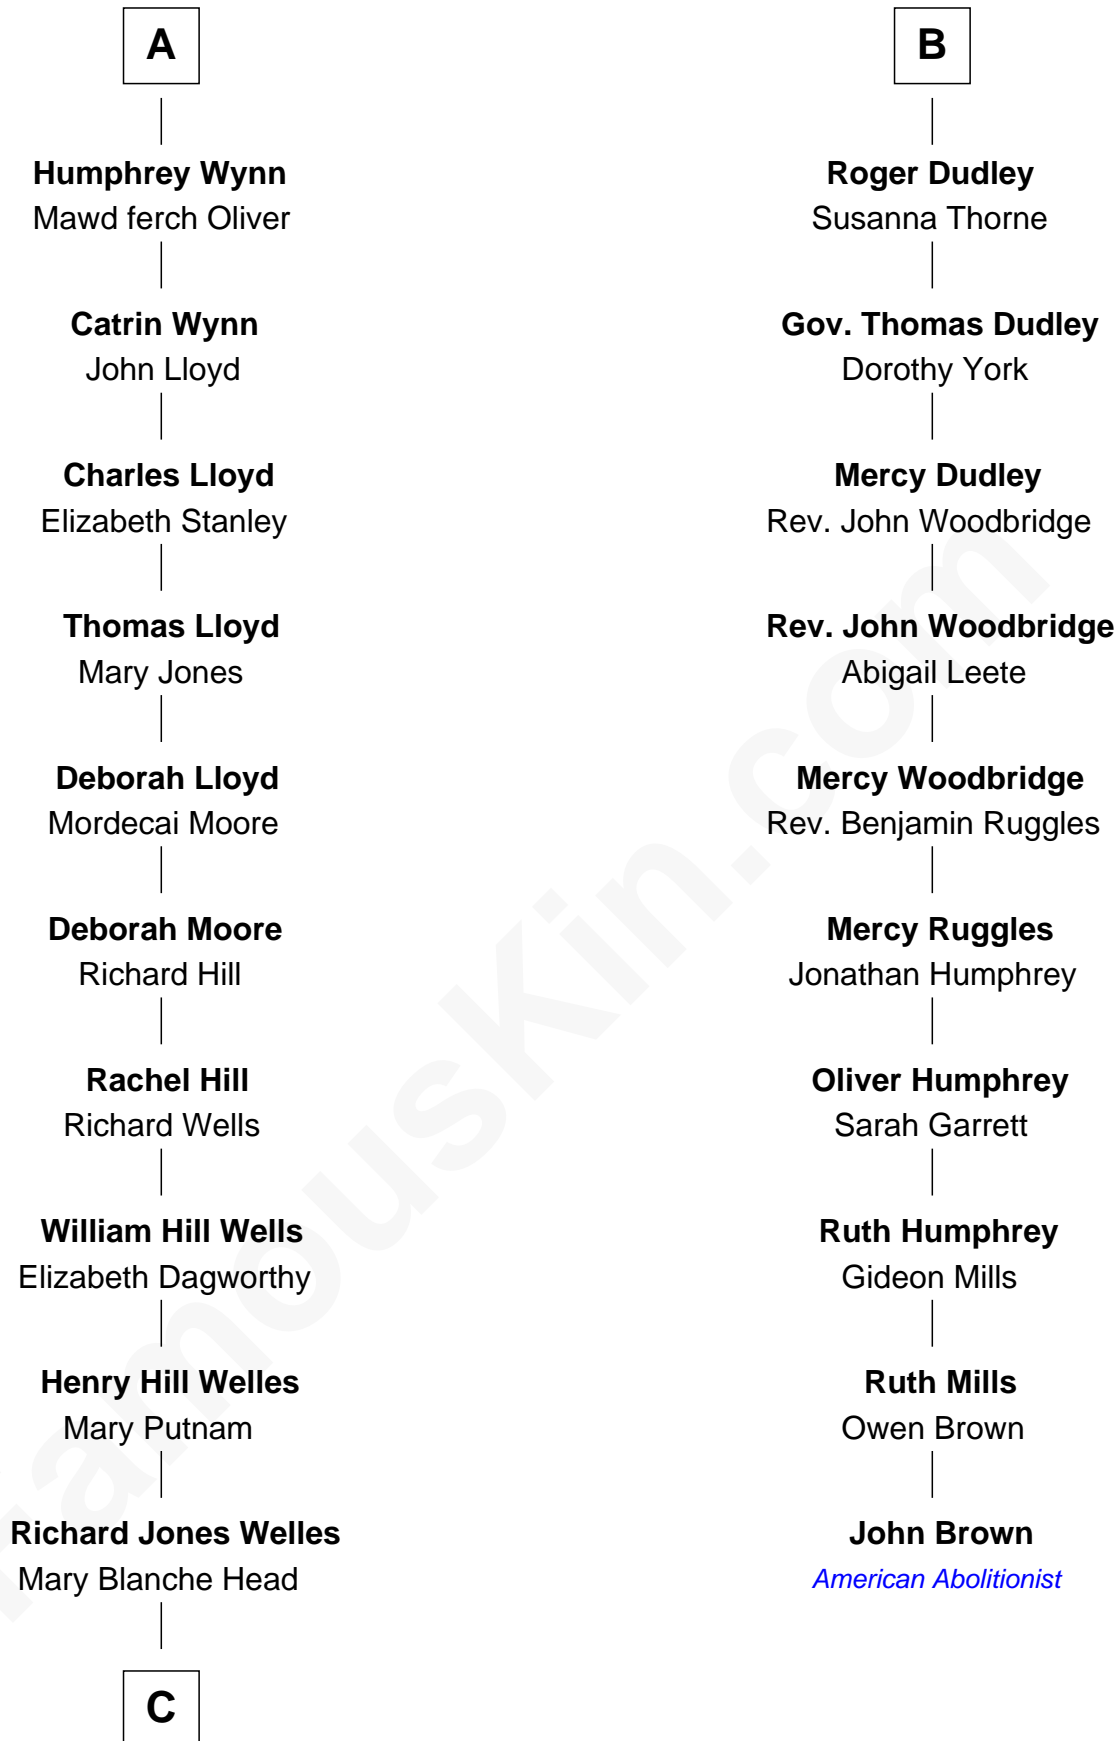 A
Humphrey Wynn
Mawd ferch Oliver
Catrin Wynn
John Lloyd
Charles Lloyd
Elizabeth Stanley
Thomas Lloyd
Mary Jones
Deborah Lloyd
Mordecai Moore
Deborah Moore
Richard Hill
Rachel Hill
Richard Wells
William Hill Wells
Elizabeth Dagworthy
Henry Hill Welles
Mary Putnam
Richard Jones Welles
Mary Blanche Head
C
B
Roger Dudley
Susanna Thorne
Gov. Thomas Dudley
Dorothy York
Mercy Dudley
Rev. John Woodbridge
Rev. John Woodbridge
Abigail Leete
Mercy Woodbridge
Rev. Benjamin Ruggles
Mercy Ruggles
Jonathan Humphrey
Oliver Humphrey
Sarah Garrett
Ruth Humphrey
Gideon Mills
Ruth Mills
Owen Brown
John Brown
American Abolitionist
FamousKin.com